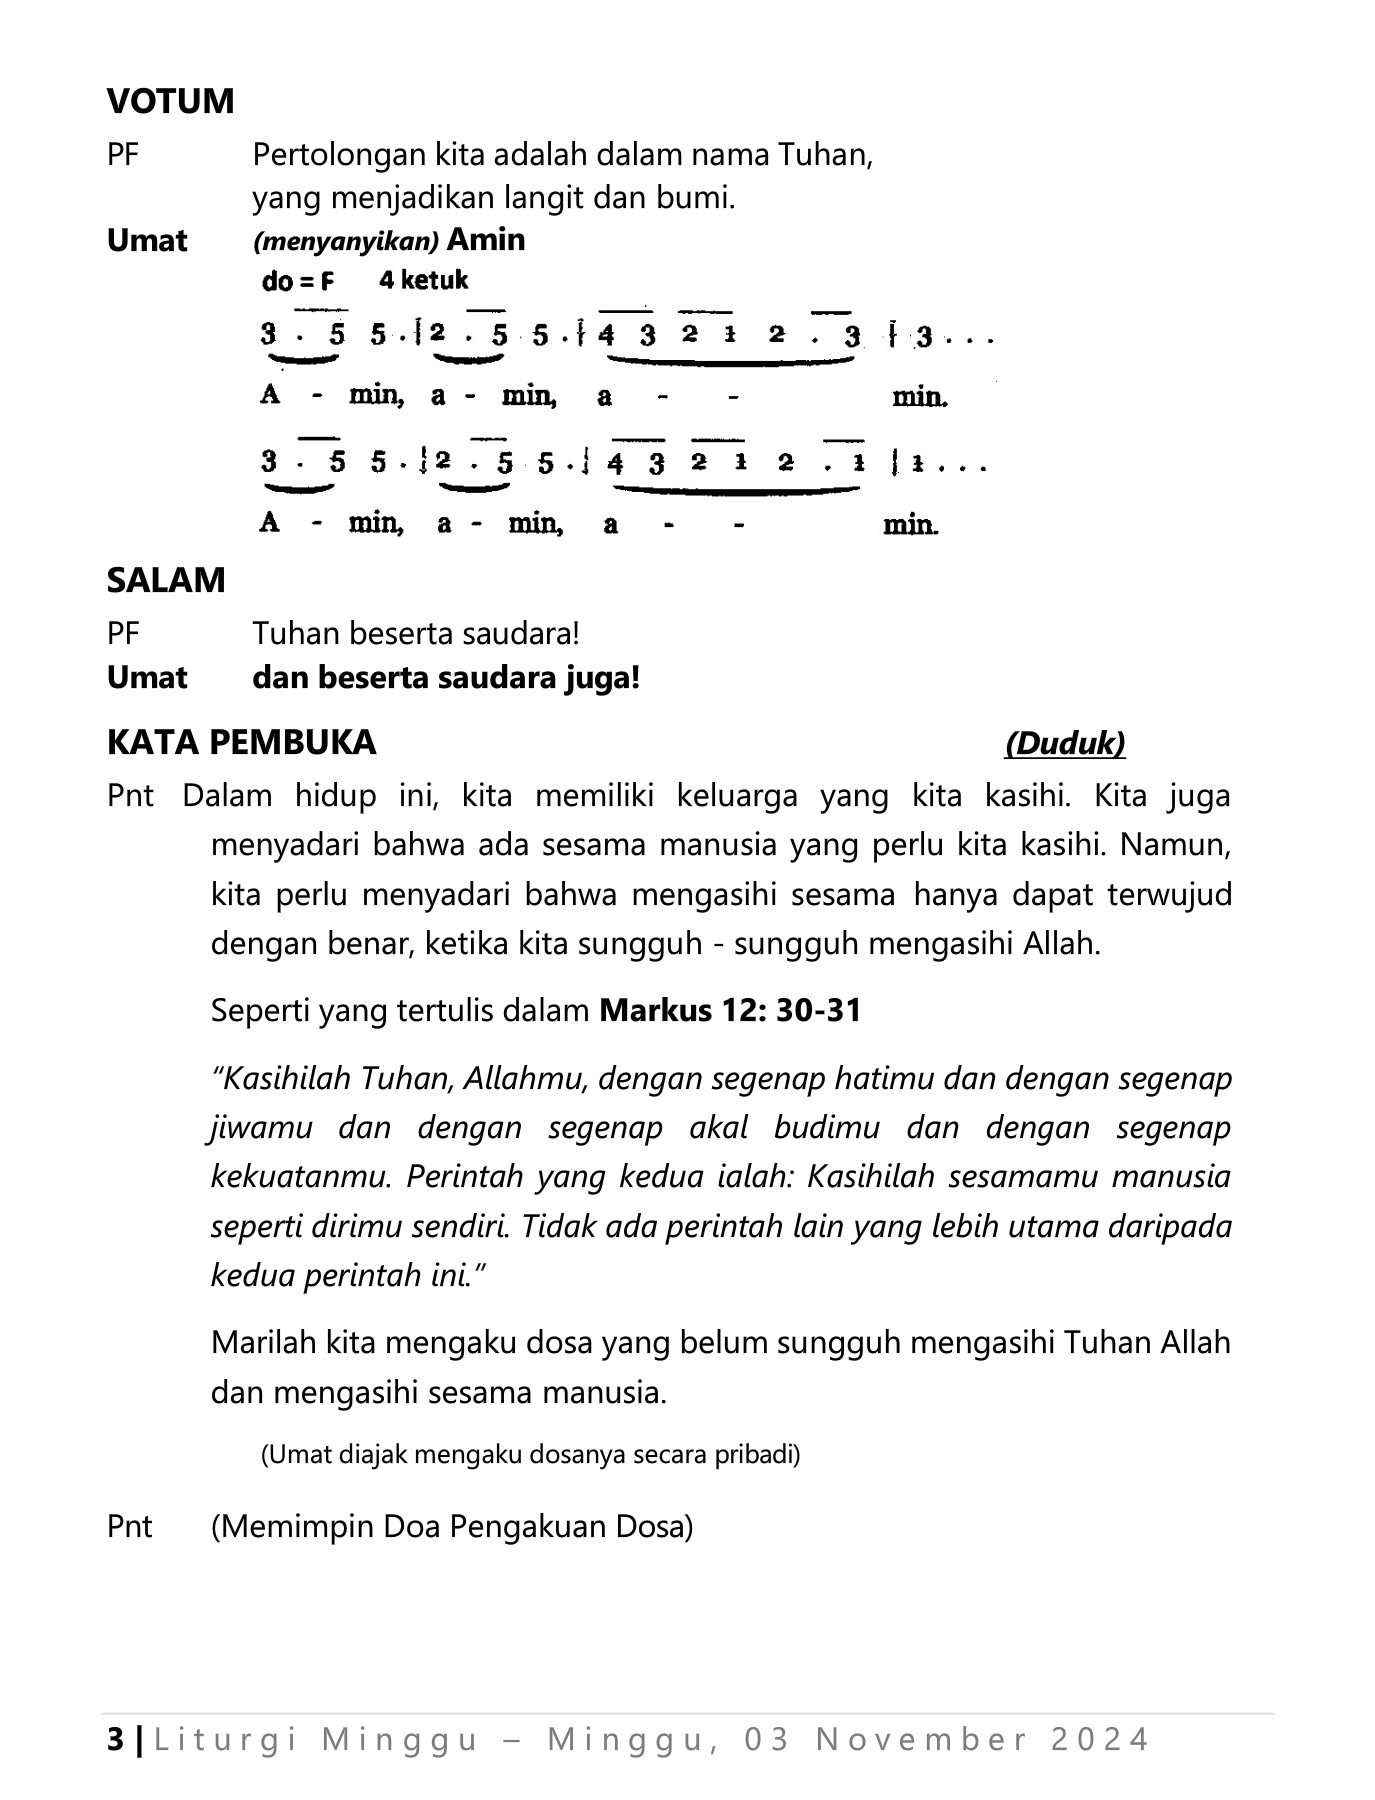 VOTUM
PF Pertolongan kita adalah dalam nama Tuhan,
yang menjadikan langit dan bumi.
Umat (menyanyikan) Amin
do = F 4 ketuk
3 . 5 5 . | 2 . 5 5 . | 4 3 2 1 2 . 3 | 3 . . .
A - min, a - min, a - - min.
3 . 5 5 . | 2 . 5 5 . | 4 3 2 1 2 . 1 | 1 . . .
A - min, a - min, a - - min.
SALAM
PF Tuhan beserta saudara!
Umat dan beserta saudara juga!
KATA PEMBUKA (Duduk)
Pnt Dalam hidup ini, kita memiliki keluarga yang kita kasihi. Kita juga
menyadari bahwa ada sesama manusia yang perlu kita kasihi. Namun,
kita perlu menyadari bahwa mengasihi sesama hanya dapat terwujud
dengan benar, ketika kita sungguh - sungguh mengasihi Allah.
Seperti yang tertulis dalam Markus 12: 30-31
“Kasihilah Tuhan, Allahmu, dengan segenap hatimu dan dengan segenap
jiwamu dan dengan segenap akal budimu dan dengan segenap
kekuatanmu. Perintah yang kedua ialah: Kasihilah sesamamu manusia
seperti dirimu sendiri. Tidak ada perintah lain yang lebih utama daripada
kedua perintah ini.”
Marilah kita mengaku dosa yang belum sungguh mengasihi Tuhan Allah
dan mengasihi sesama manusia.
(Umat diajak mengaku dosanya secara pribadi)
Pnt (Memimpin Doa Pengakuan Dosa)
3 | Liturgi Minggu – Minggu, 03 November 2024